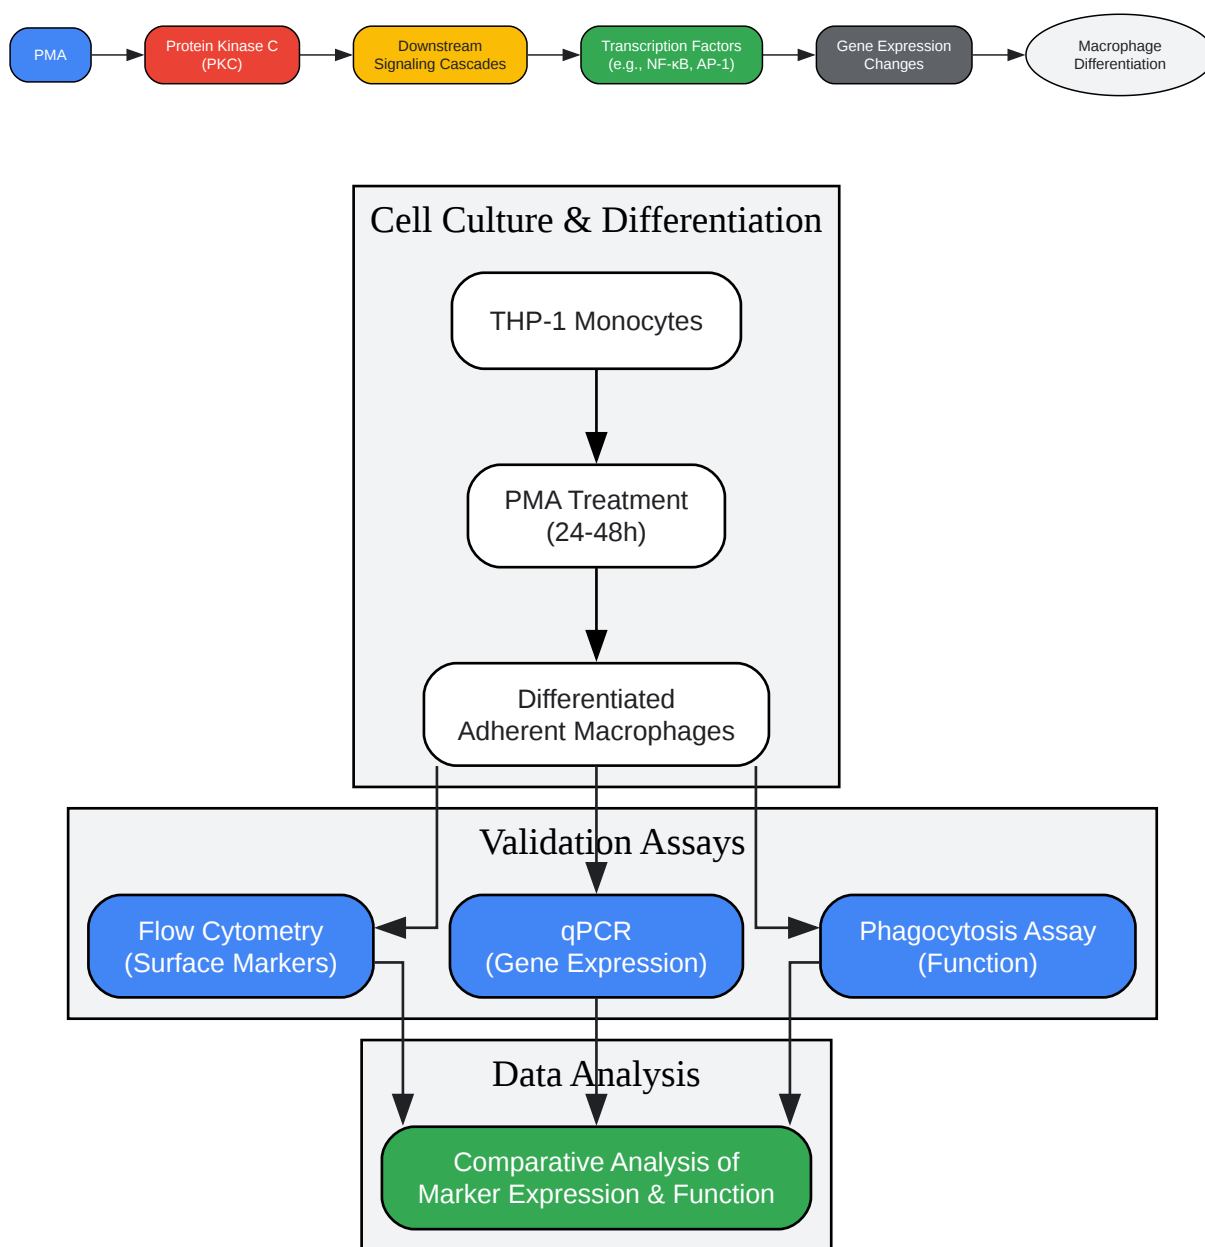 PMA
Protein Kinase C
(PKC)
Downstream
Signaling Cascades
Transcription Factors
(e.g., NF-κB, AP-1)
Gene Expression
Changes
Macrophage
Differentiation
Cell Culture & Differentiation
THP-1 Monocytes
PMA Treatment
(24-48h)
Differentiated
Adherent Macrophages
Validation Assays
Flow Cytometry
(Surface Markers)
qPCR
(Gene Expression)
Phagocytosis Assay
(Function)
Data Analysis
Comparative Analysis of
Marker Expression & Function